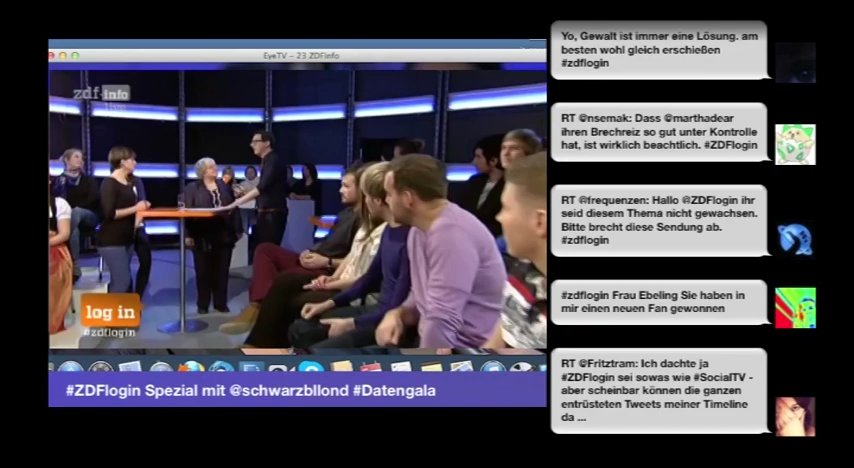 EyeTV – 23 ZDFinfo
zdf info
live
log in
#zdflogin
#ZDFlogin Spezial mit @schwarzbllond #Datengala
Yo, Gewalt ist immer eine Lösung. am
besten wohl gleich erschießen
#zdflogin
RT @nsemak: Dass @marthadear
ihren Brechreiz so gut unter Kontrolle
hat, ist wirklich beachtlich. #ZDFlogin
RT @frequenzen: Hallo @ZDFlogin ihr
seid diesem Thema nicht gewachsen.
Bitte brecht diese Sendung ab.
#zdflogin
#zdflogin Frau Ebeling Sie haben in
mir einen neuen Fan gewonnen
RT @Fritztram: Ich dachte ja
#ZDFlogin sei sowas wie #SocialTV -
aber scheinbar können die ganzen
entrüsteten Tweets meiner Timeline
da ...